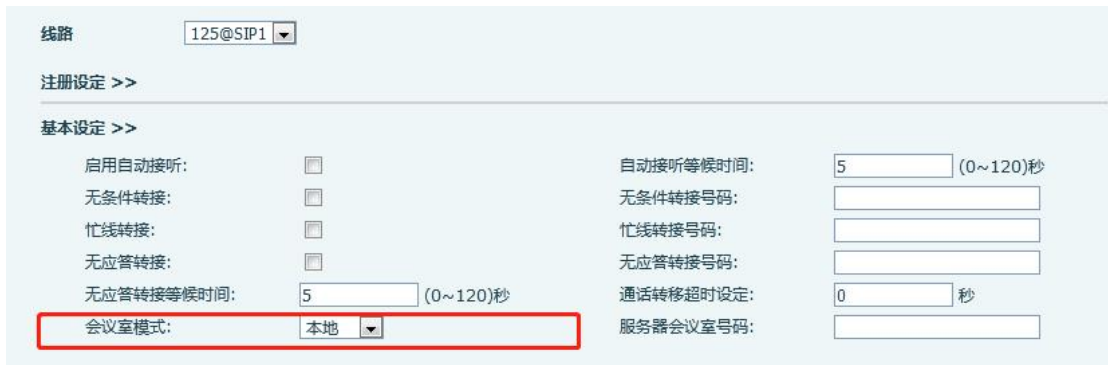 线路 125@SIP1
注册设定 >>
基本设定 >>
启用自动接听: 自动接听等候时间: 5 (0~120)秒
无条件转接: 无条件转接号码:
忙线转接: 忙线转接号码:
无应答转接: 无应答转接号码:
无应答转接等候时间: 5 (0~120)秒 通话转移超时设定: 0 秒
会议室模式: 本地 服务器会议室号码: